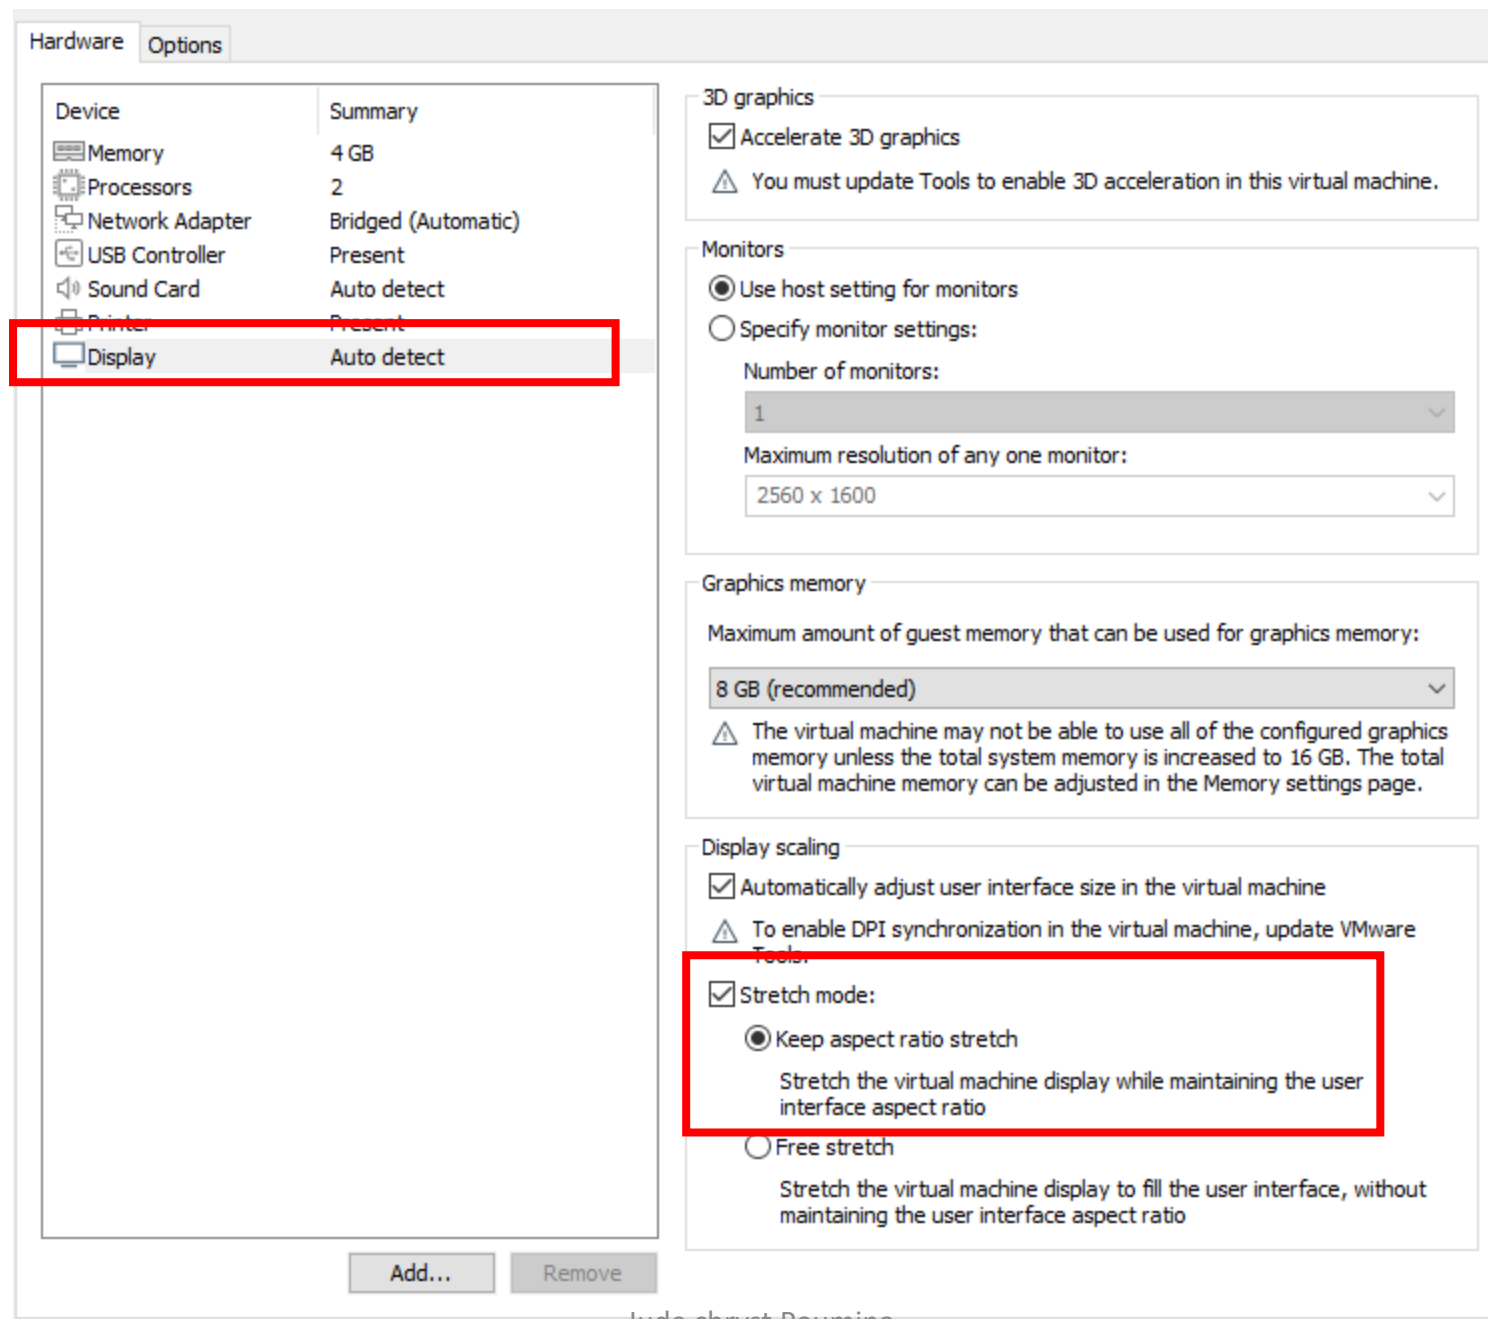 Hardware
Options
Device Summary
Memory 4 GB
Processors 2
Network Adapter Bridged (Automatic)
USB Controller Present
Sound Card Auto detect
Printer Present
Display Auto detect
Add...
Remove
3D graphics
Accelerate 3D graphics
You must update Tools to enable 3D acceleration in this virtual machine.
Monitors
Use host setting for monitors
Specify monitor settings:
Number of monitors:
1
Maximum resolution of any one monitor:
2560 x 1600
Graphics memory
Maximum amount of guest memory that can be used for graphics memory:
8 GB (recommended)
The virtual machine may not be able to use all of the configured graphics
memory unless the total system memory is increased to 16 GB. The total
virtual machine memory can be adjusted in the Memory settings page.
Display scaling
Automatically adjust user interface size in the virtual machine
To enable DPI synchronization in the virtual machine, update VMware
Tools.
Stretch mode:
Keep aspect ratio stretch
Stretch the virtual machine display while maintaining the user
interface aspect ratio
Free stretch
Stretch the virtual machine display to fill the user interface, without
maintaining the user interface aspect ratio